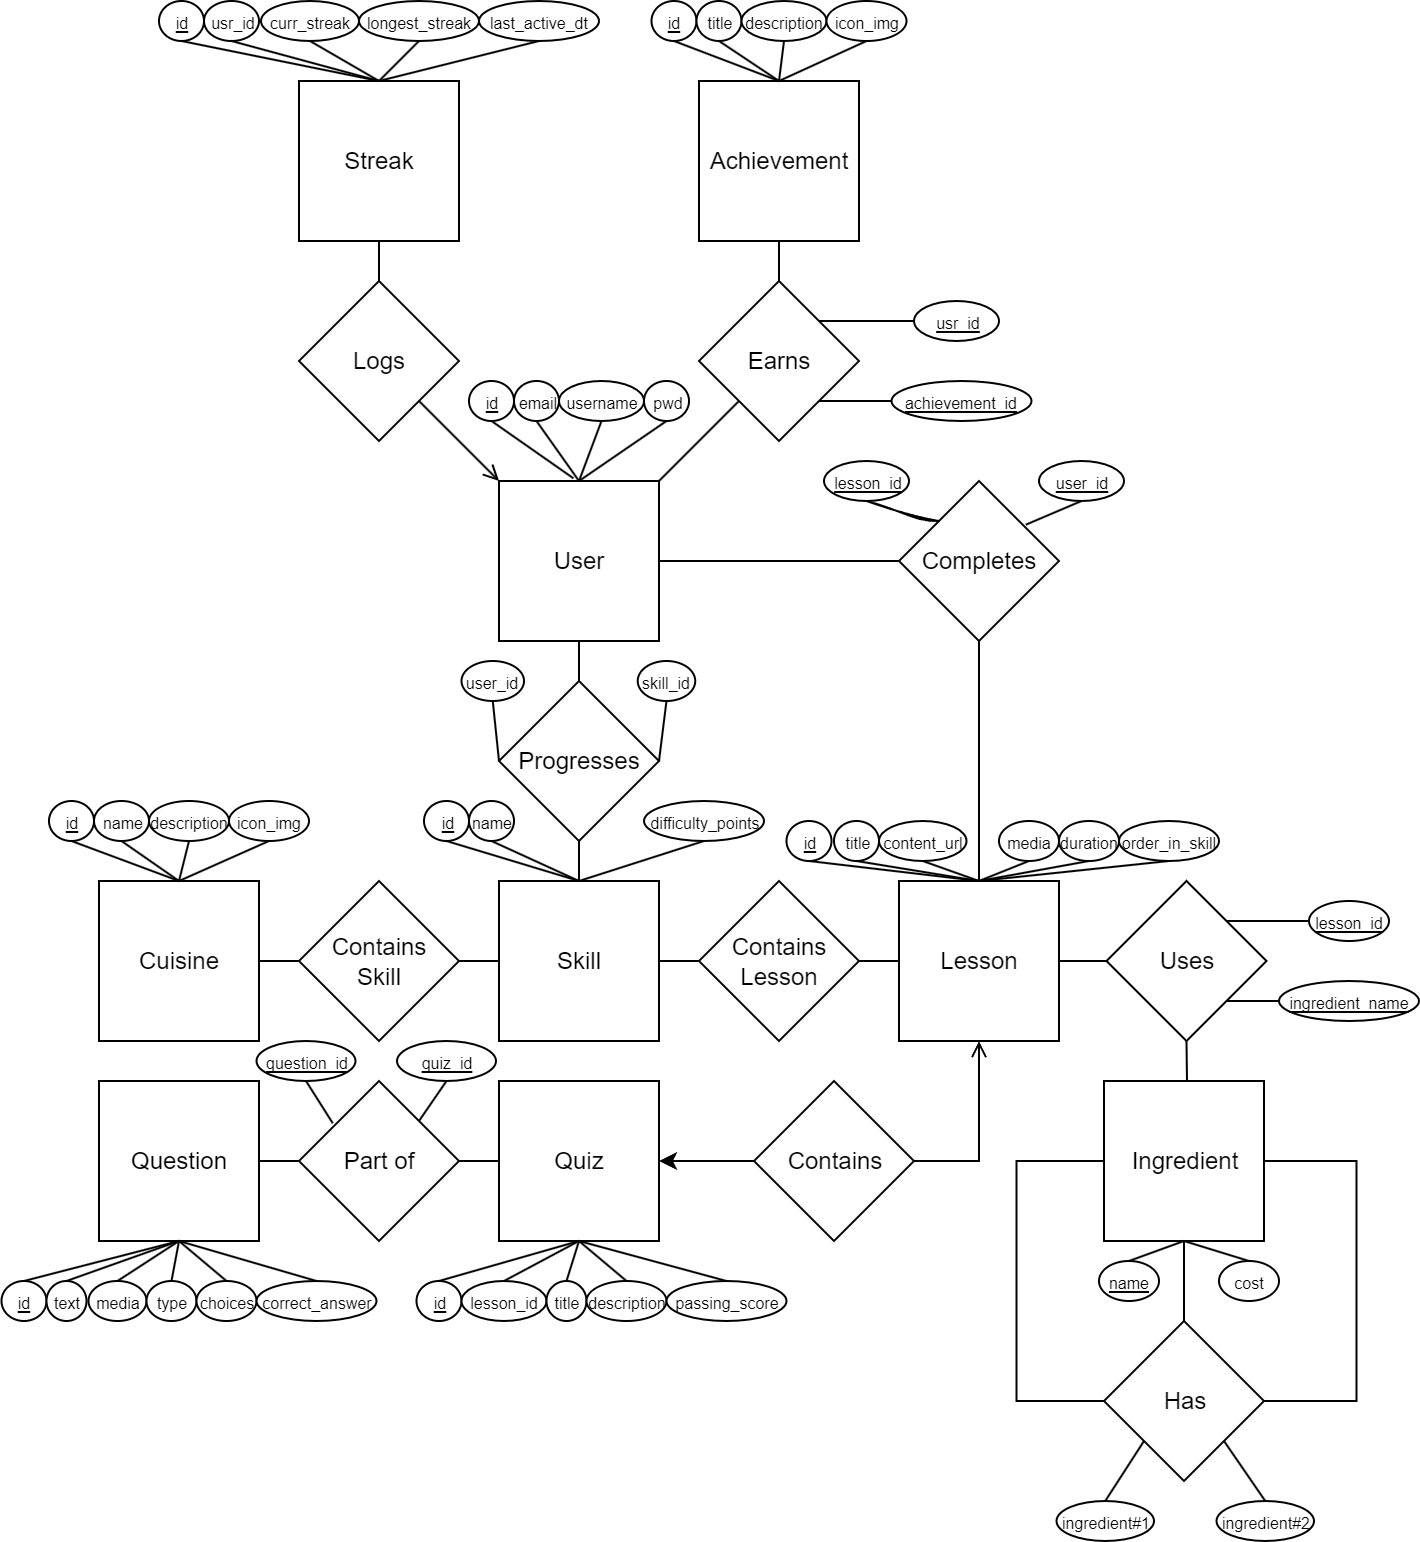 id usr_id curr_streak longest_streak last_active_dt
id title description icon_img
Streak
Achievement
usr_id
Logs
Earns
id email username pwd
achievement_id
lesson_id
user_id
User
Completes
user_id
skill_id
Progresses
id name description icon_img
id name
difficulty_points
id title content_url
media duration order_in_skill
Cuisine
Contains
Skill
Skill
Contains
Lesson
Lesson
Uses
lesson_id
ingredient_name
question_id
quiz_id
Question
Part of
Quiz
Contains
Ingredient
id text media type choices correct_answer
id lesson_id title description passing_score
name
cost
Has
ingredient#1
ingredient#2